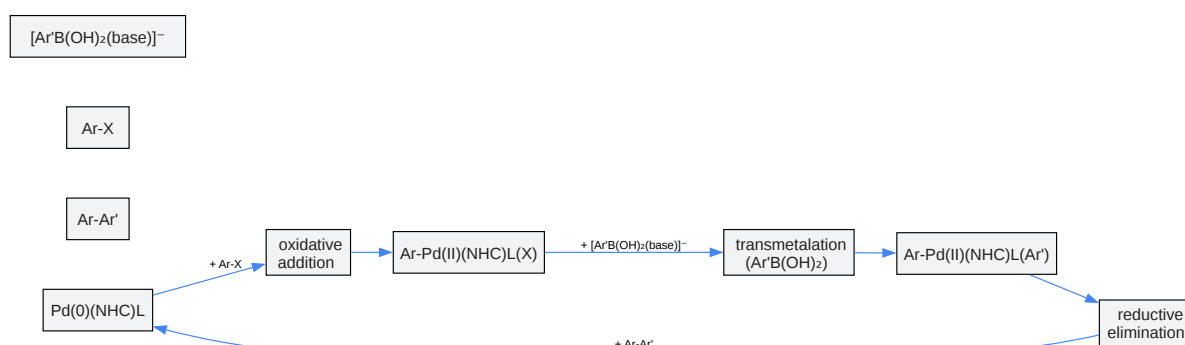 [Ar'B(OH)₂(base)]⁻
Ar-X
Ar-Ar'
Pd(0)(NHC)L
+ Ar-X
oxidative
addition
Ar-Pd(II)(NHC)L(X)
+ [Ar'B(OH)₂(base)]⁻
transmetalation
(Ar'B(OH)₂)
Ar-Pd(II)(NHC)L(Ar')
reductive
elimination
+ Ar-Ar'